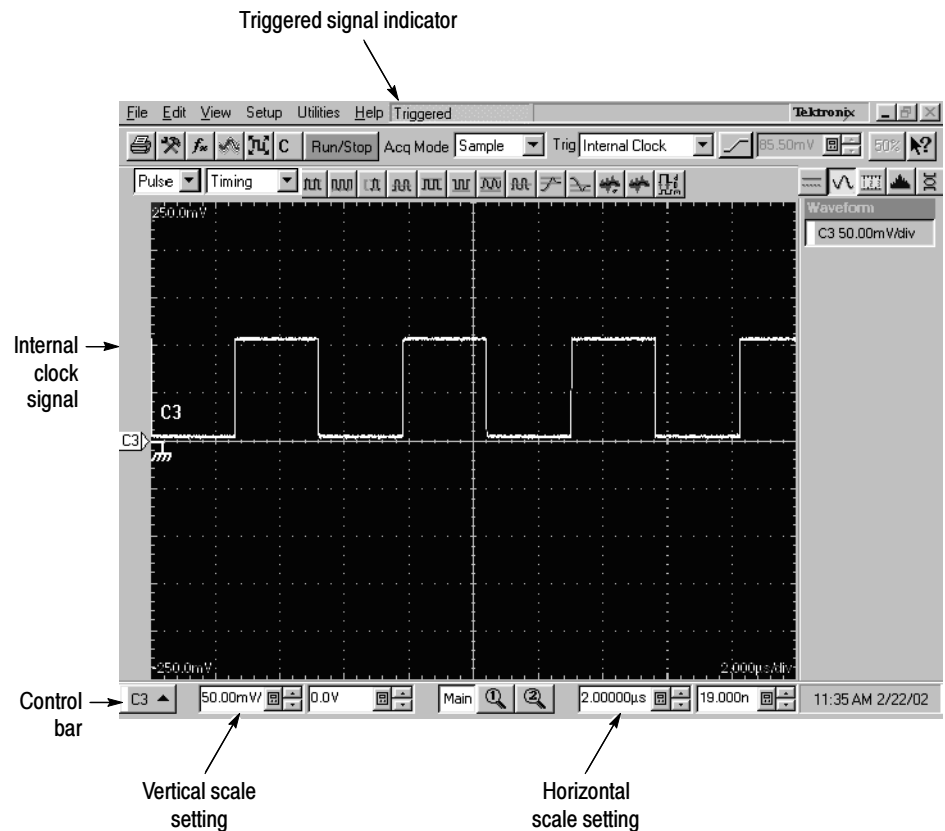 Triggered signal indicator
File Edit View Setup Utilities Help Triggered Tektronix
C Run/Stop Acq Mode Sample Trig Internal Clock 85.50mV 50%
Pulse Timing
250.0mV
Waveform
C3 50.00mV/div
Internal
clock
signal
C3
C3
-250.0mV
2.000µs/div
Control
bar
C3 50.00mV/ 0.0V Main 1 2 2.00000µs 19.000n 11:35 AM 2/22/02
Vertical scale
setting
Horizontal
scale setting